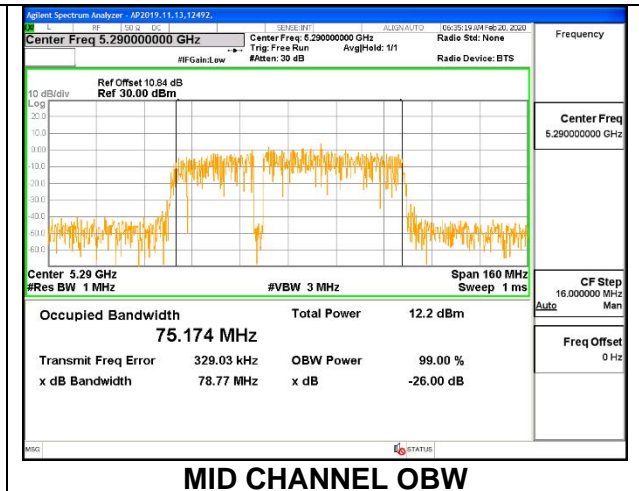 Agilent Spectrum Analyzer - AP2019.11.13,12492,
L RF 50 Ω DC SENSE:INT ALIGN AUTO 06:35:19 AM Feb 20, 2020
Center Freq 5.290000000 GHz
Center Freq: 5.290000000 GHz
Radio Std: None
Trig: Free Run Avg|Hold: 1/1
#IFGain:Low #Atten: 30 dB Radio Device: BTS
Frequency
Ref Offset 10.84 dB
10 dB/div Ref 30.00 dBm
Log
20.0
10.0
0.00
-10.0
-20.0
-30.0
-40.0
-50.0
-60.0
Center Freq
5.290000000 GHz
Center 5.29 GHz Span 160 MHz
#Res BW 1 MHz #VBW 3 MHz Sweep 1 ms
CF Step
16.000000 MHz
Auto Man
Occupied Bandwidth Total Power 12.2 dBm
75.174 MHz
Freq Offset
0 Hz
Transmit Freq Error 329.03 kHz OBW Power 99.00 %
x dB Bandwidth 78.77 MHz x dB -26.00 dB
MSG STATUS
MID CHANNEL OBW